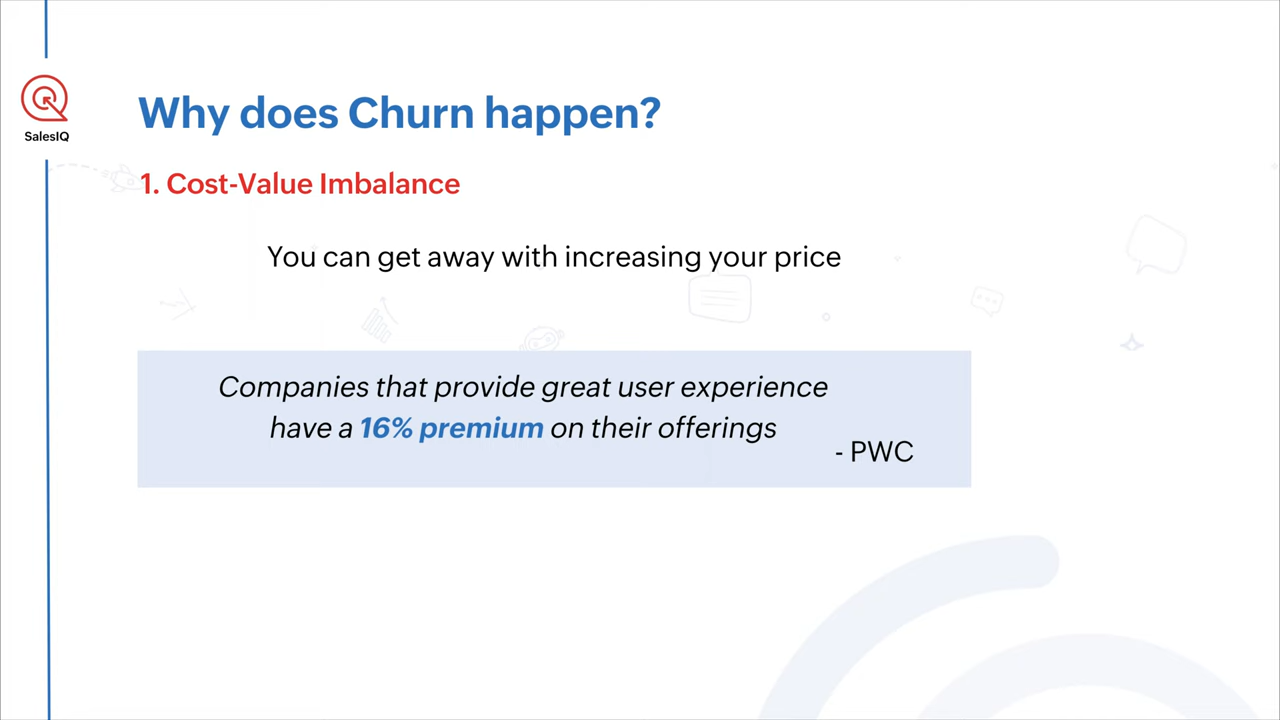 SalesIQ
Why does Churn happen?
1. Cost-Value Imbalance
You can get away with increasing your price
Companies that provide great user experience
have a 16% premium on their offerings
- PWC